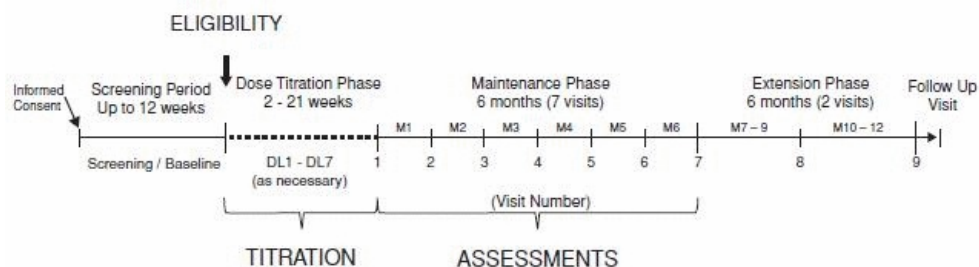 ELIGIBILITY
Informed
Consent
Screening Period
Up to 12 weeks
Dose Titration Phase
2 - 21 weeks
Maintenance Phase
6 months (7 visits)
Extension Phase
6 months (2 visits)
Follow Up
Visit
M1 M2 M3 M4 M5 M6 M7 – 9 M10 – 12
Screening / Baseline
DL1 - DL7
(as necessary)
1 2 3 4 5 6 7 8 9
(Visit Number)
TITRATION
ASSESSMENTS